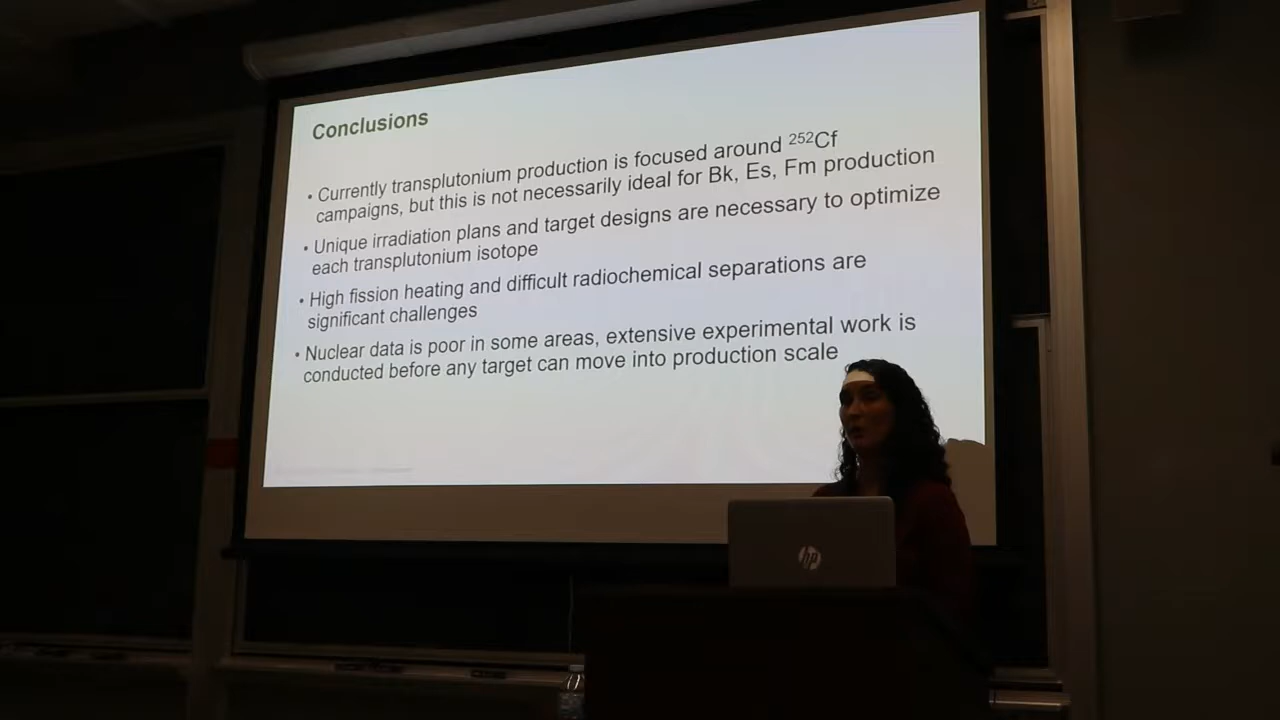 Conclusions
• Currently transplutonium production is focused around ²⁵²Cf
campaigns, but this is not necessarily ideal for Bk, Es, Fm production
• Unique irradiation plans and target designs are necessary to optimize
each transplutonium isotope
• High fission heating and difficult radiochemical separations are
significant challenges
• Nuclear data is poor in some areas, extensive experimental work is
conducted before any target can move into production scale
hp